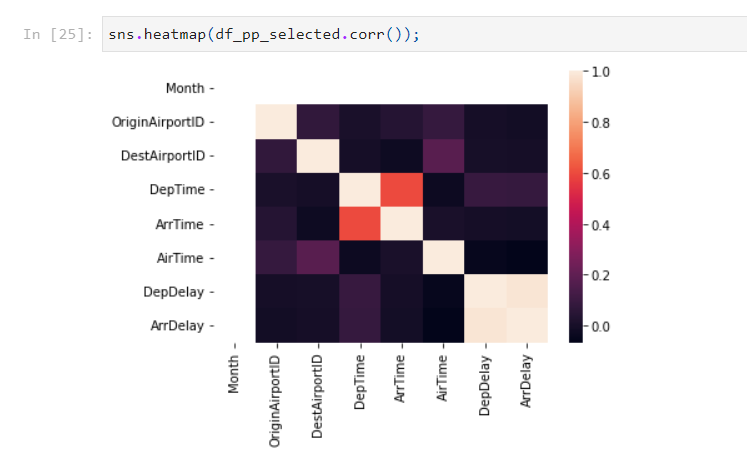 In [25]: sns.heatmap(df_pp_selected.corr());
Month
OriginAirportID
DestAirportID
DepTime
ArrTime
AirTime
DepDelay
ArrDelay
Month
OriginAirportID
DestAirportID
DepTime
ArrTime
AirTime
DepDelay
ArrDelay
1.0
0.8
0.6
0.4
0.2
0.0